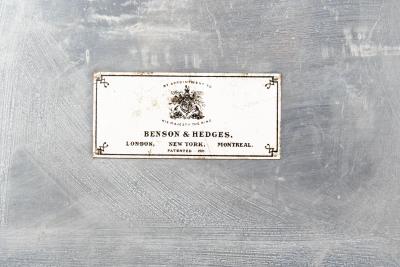 BY APPOINTMENT TO
HIS MAJESTY THE KING
BENSON & HEDGES,
LONDON, NEW YORK, MONTREAL.
PATENTED